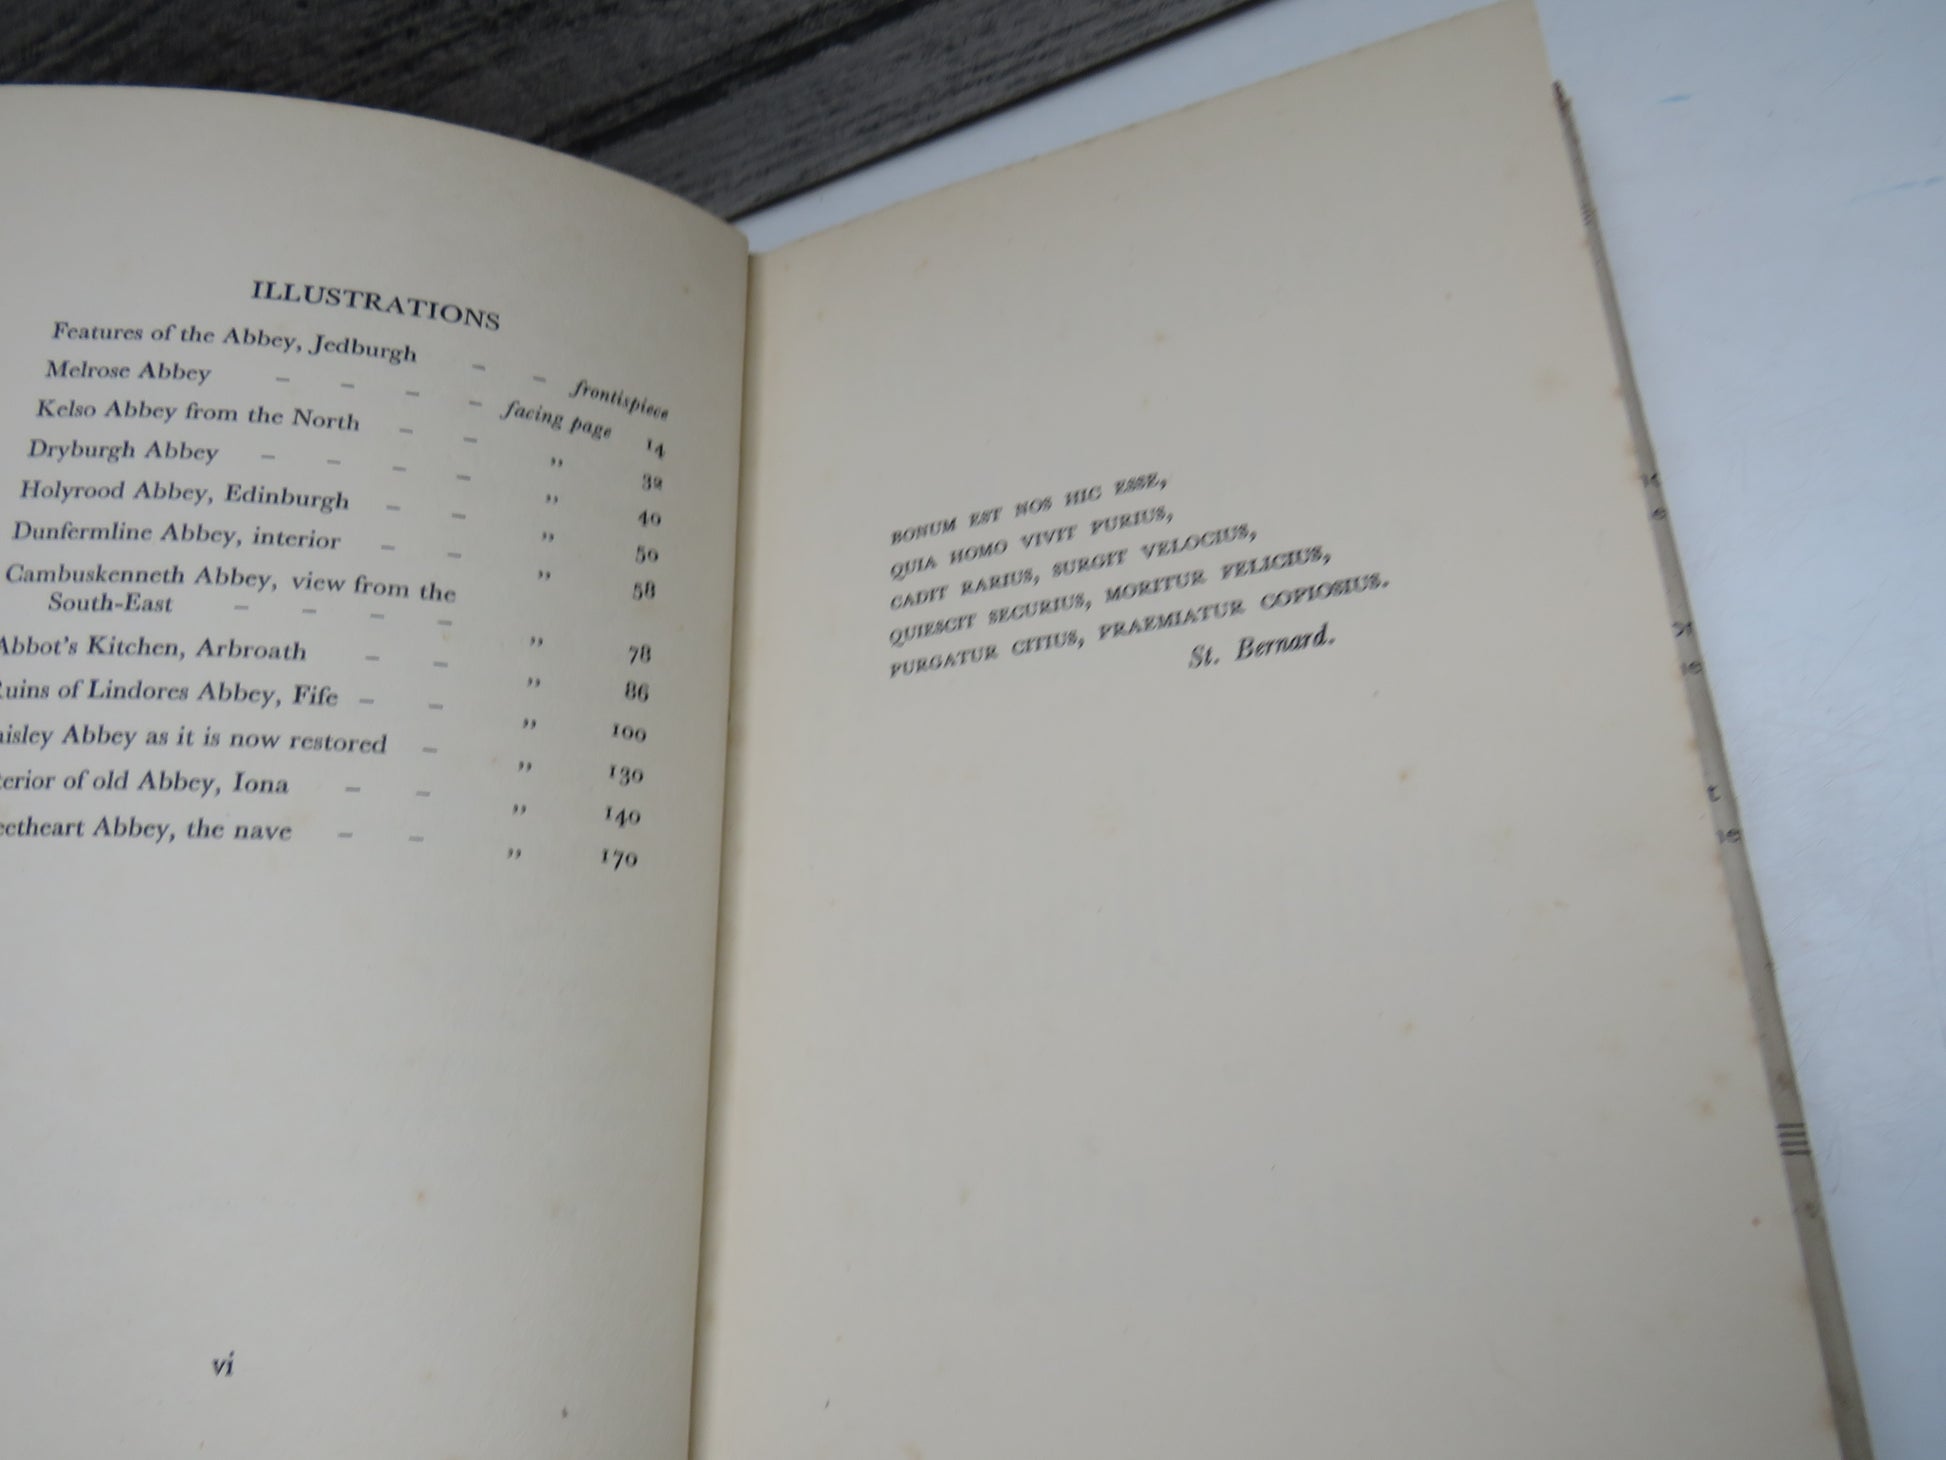 ILLUSTRATIONS
Features of the Abbey, Jedburgh – – frontispiece
Melrose Abbey – – – – facing page 14
Kelso Abbey from the North – – ” 32
Dryburgh Abbey – – – – ” 40
Holyrood Abbey, Edinburgh – – ” 50
Dunfermline Abbey, interior – – ” 58
Cambuskenneth Abbey, view from the
South-East – – – – ” 78
Abbot's Kitchen, Arbroath – – ” 86
Ruins of Lindores Abbey, Fife – – ” 100
aisley Abbey as it is now restored – ” 130
terior of old Abbey, Iona – – ” 140
eetheart Abbey, the nave – – ” 170
vi
BONUM EST NOS HIC ESSE,
QUIA HOMO VIVIT PURIUS,
CADIT RARIUS, SURGIT VELOCIUS,
QUIESCIT SECURIUS, MORITUR FELICIUS,
PURGATUR CITIUS, PRAEMIATUR COPIOSIUS.
St. Bernard.